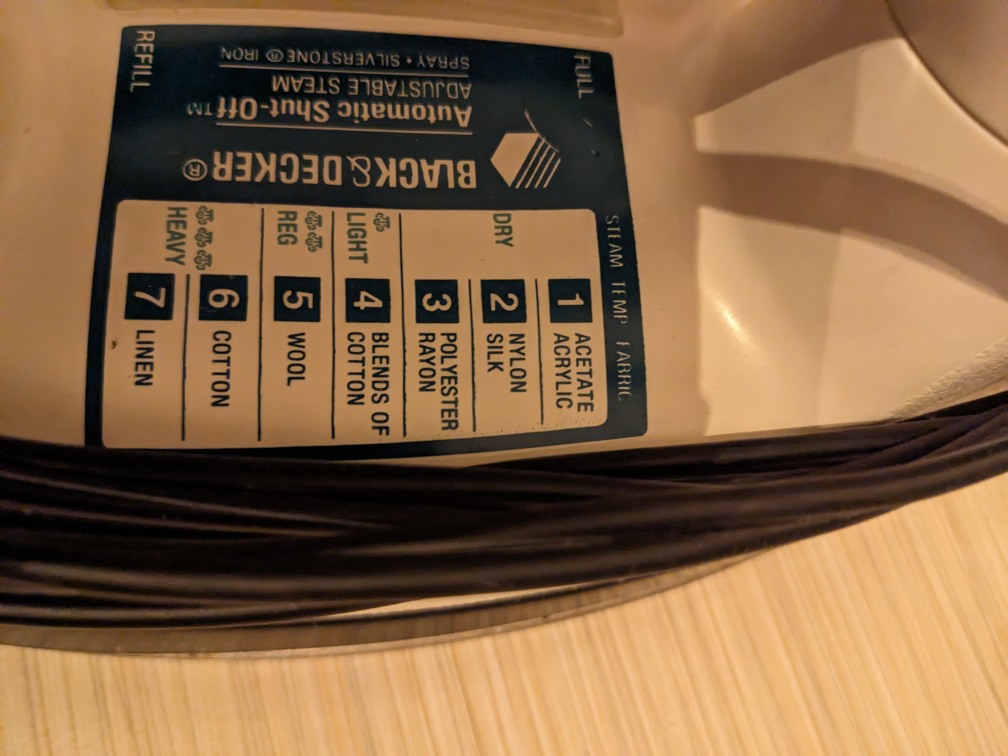 BLACK&DECKER®
Automatic Shut-Off™
ADJUSTABLE STEAM
SPRAY • SILVERSTONE® IRON
FULL
REFILL
STEAM TEMP FABRIC
DRY
1 ACETATE
ACRYLIC
2 NYLON
SILK
3 POLYESTER
RAYON
LIGHT
4 BLENDS OF
COTTON
REG
5 WOOL
HEAVY
6 COTTON
7 LINEN